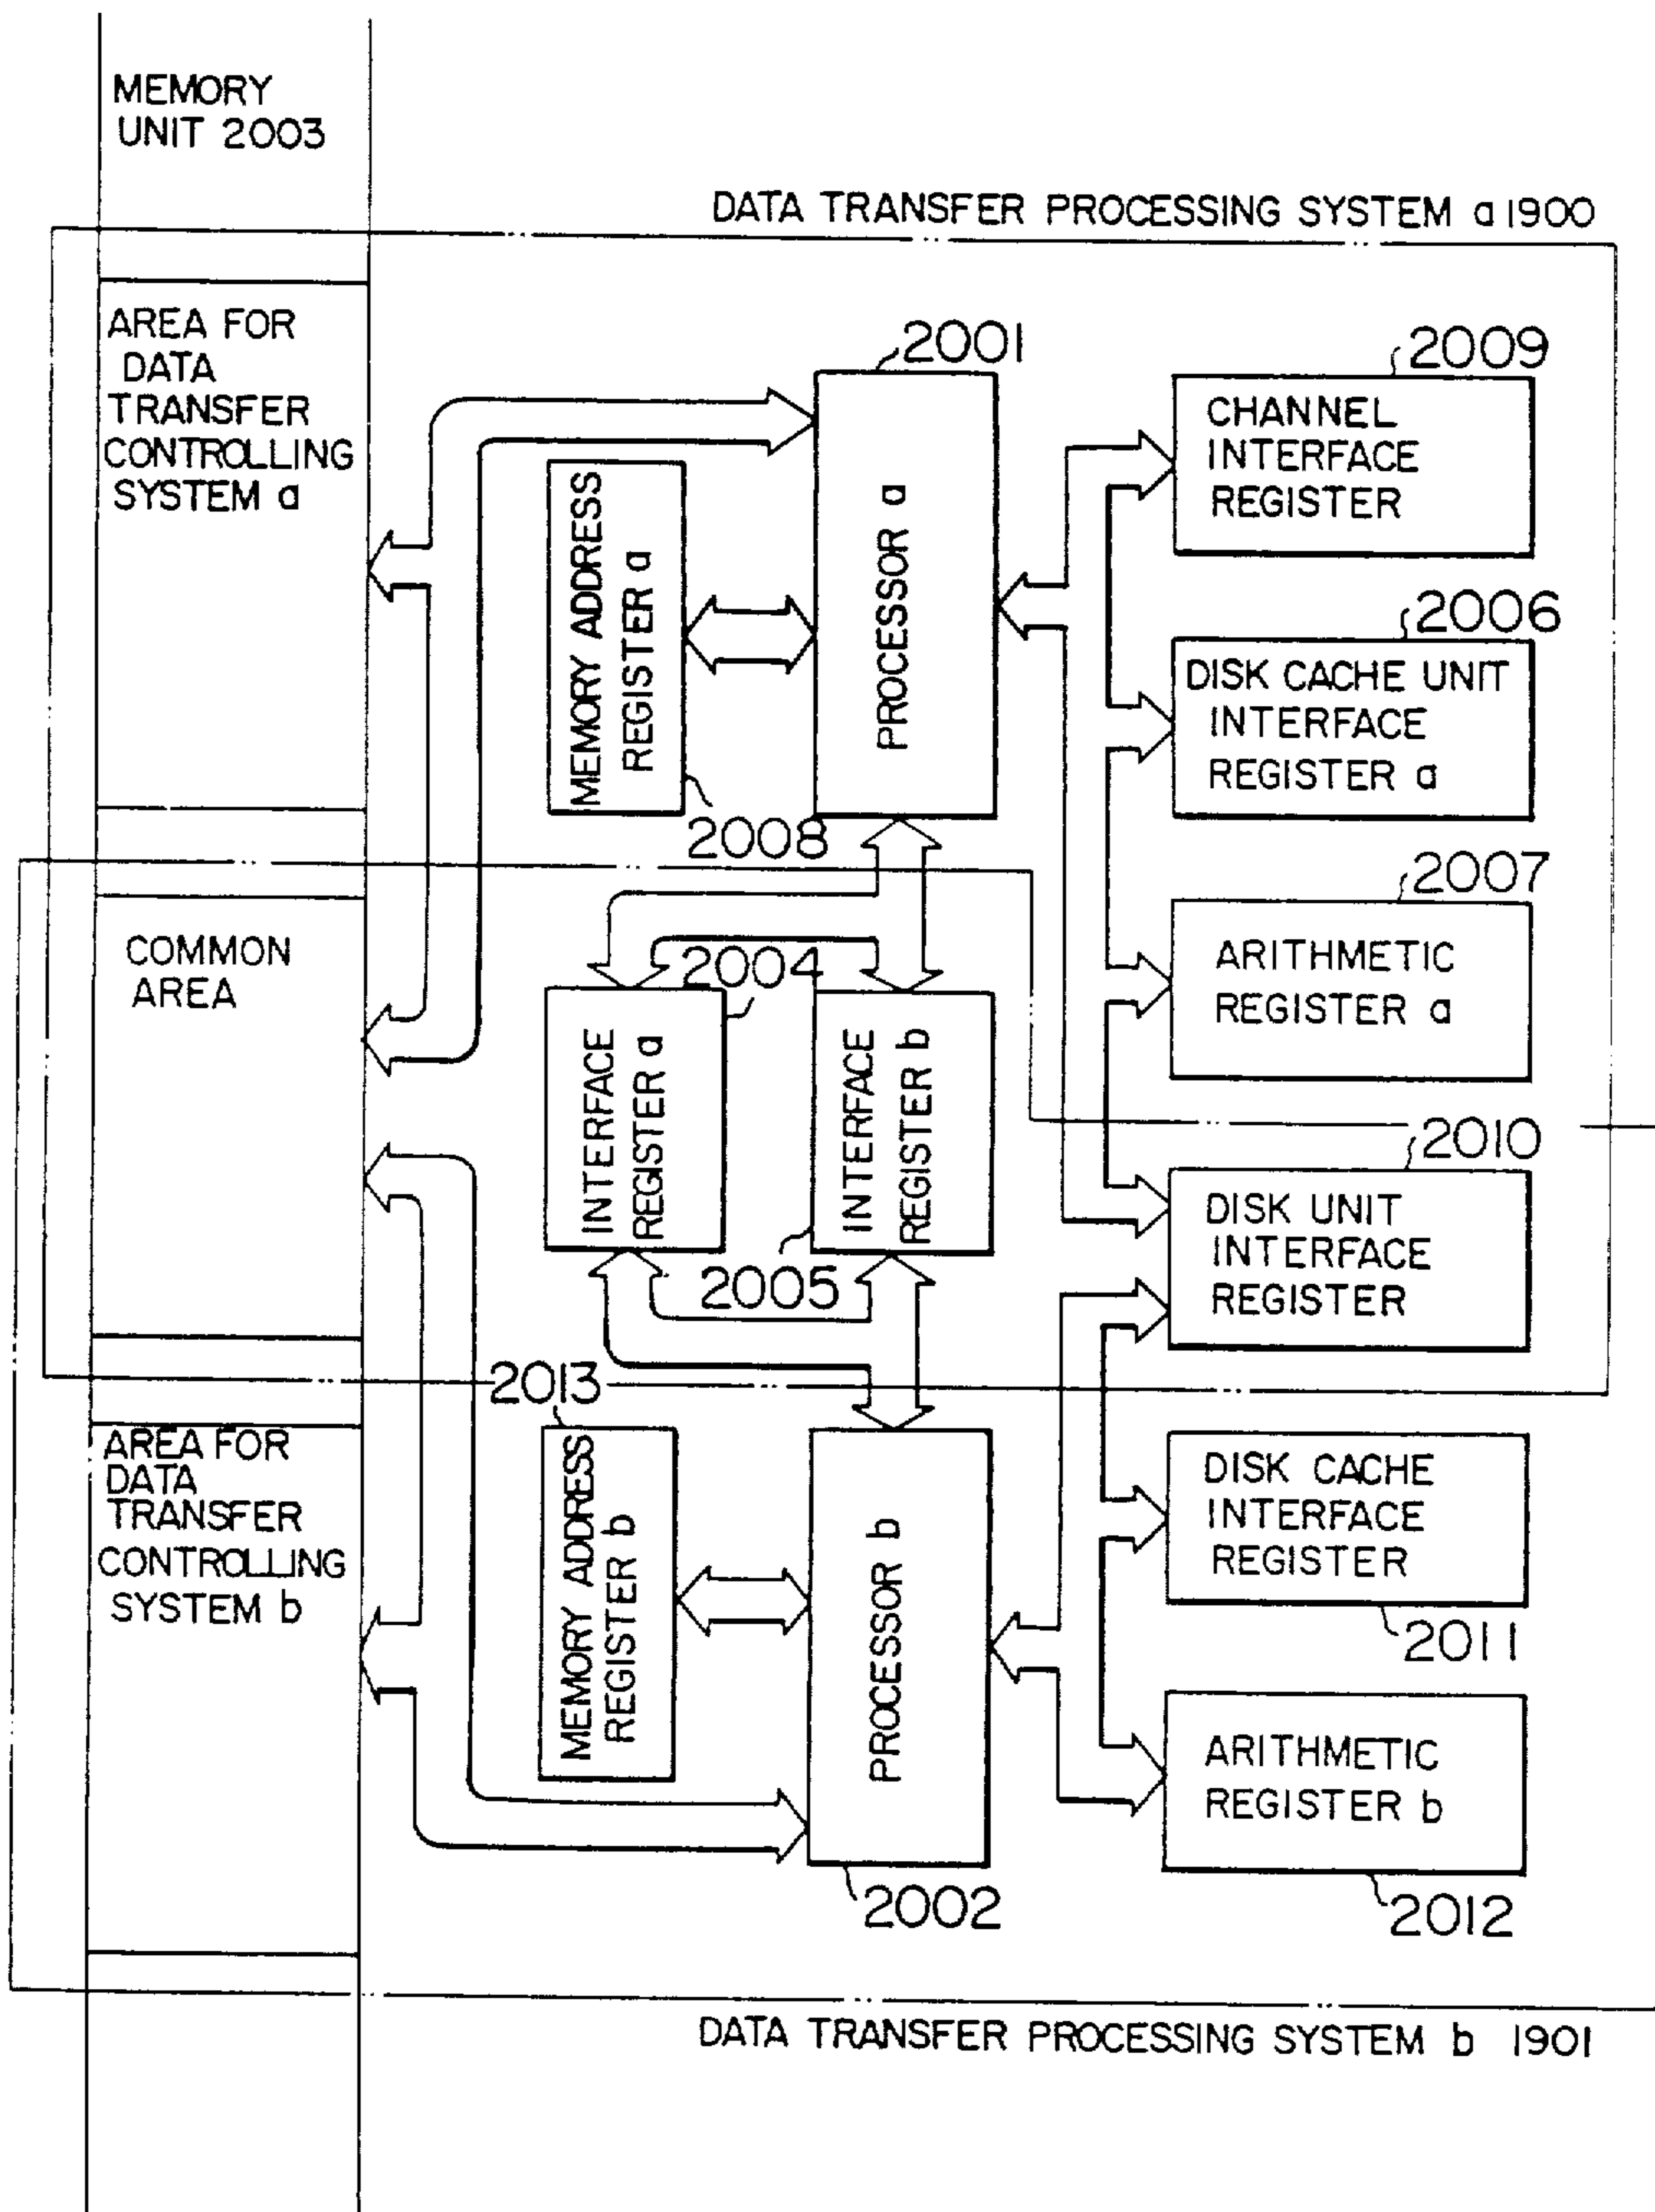 MEMORY
UNIT 2003
DATA TRANSFER PROCESSING SYSTEM a 1900
AREA FOR
DATA
TRANSFER
CONTROLLING
SYSTEM a
2001
PROCESSOR a
MEMORY ADDRESS
REGISTER a
2008
2009
CHANNEL
INTERFACE
REGISTER
2006
DISK CACHE UNIT
INTERFACE
REGISTER a
2007
ARITHMETIC
REGISTER a
COMMON
AREA
2004
INTERFACE
REGISTER a
INTERFACE
REGISTER b
2005
2010
DISK UNIT
INTERFACE
REGISTER
AREA FOR
DATA
TRANSFER
CONTROLLING
SYSTEM b
2013
MEMORY ADDRESS
REGISTER b
PROCESSOR b
2002
DISK CACHE
INTERFACE
REGISTER
2011
ARITHMETIC
REGISTER b
2012
DATA TRANSFER PROCESSING SYSTEM b 1901